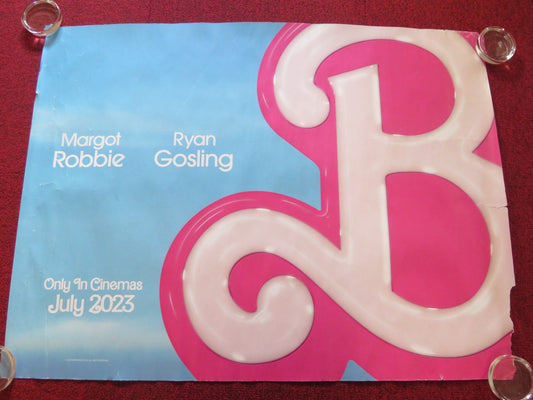 Margot
Robbie
Ryan
Gosling
B
Only In Cinemas
July 2023